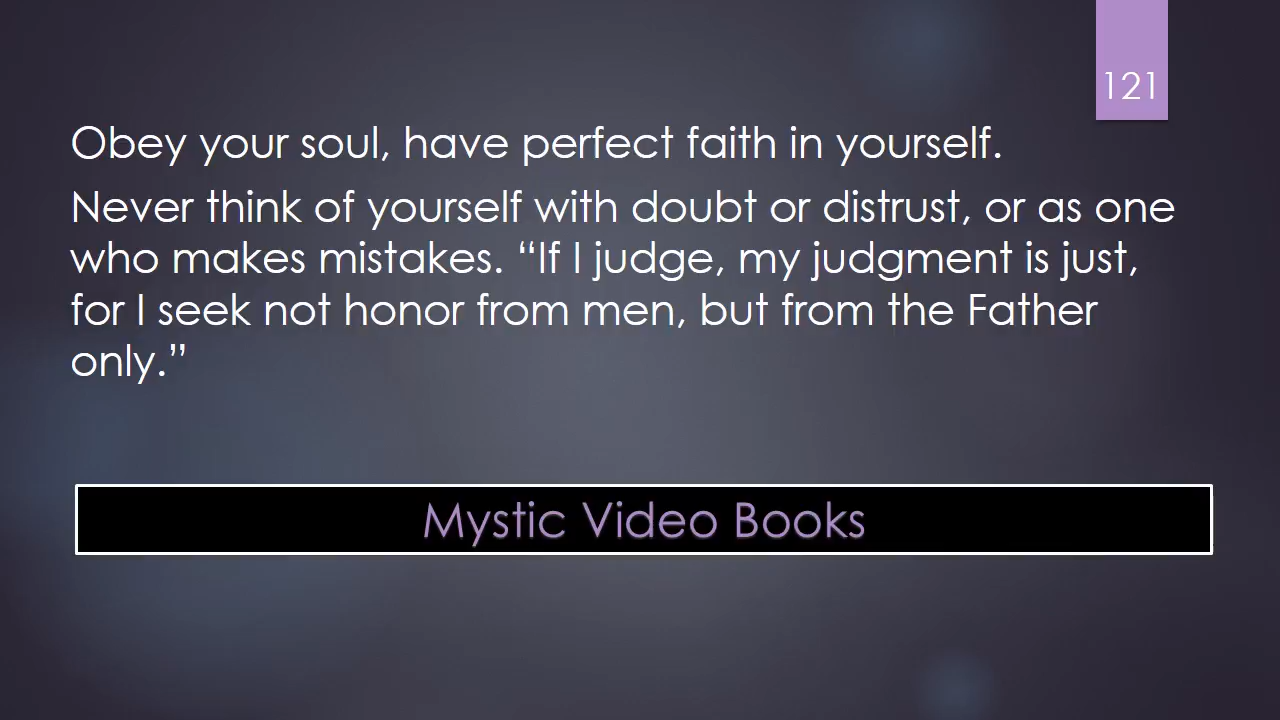 121
Obey your soul, have perfect faith in yourself.
Never think of yourself with doubt or distrust, or as one
who makes mistakes. “If I judge, my judgment is just,
for I seek not honor from men, but from the Father
only.”
Mystic Video Books